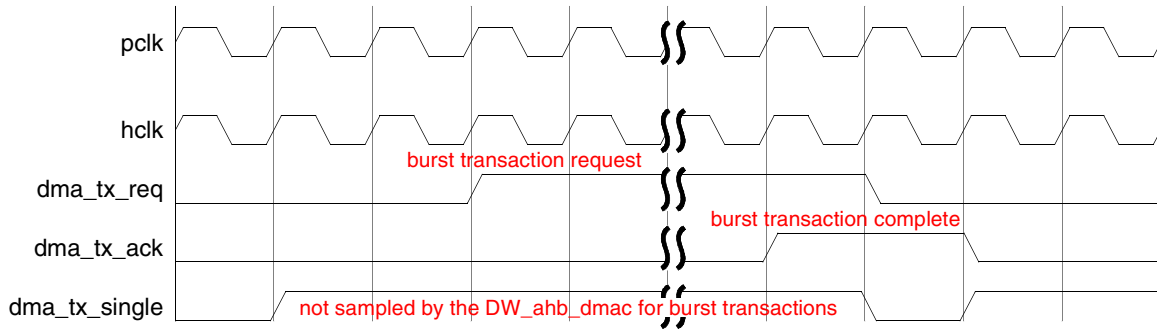 pclk
hclk
burst transaction request
dma_tx_req
burst transaction complete
dma_tx_ack
dma_tx_single
not sampled by the DW_ahb_dmac for burst transactions